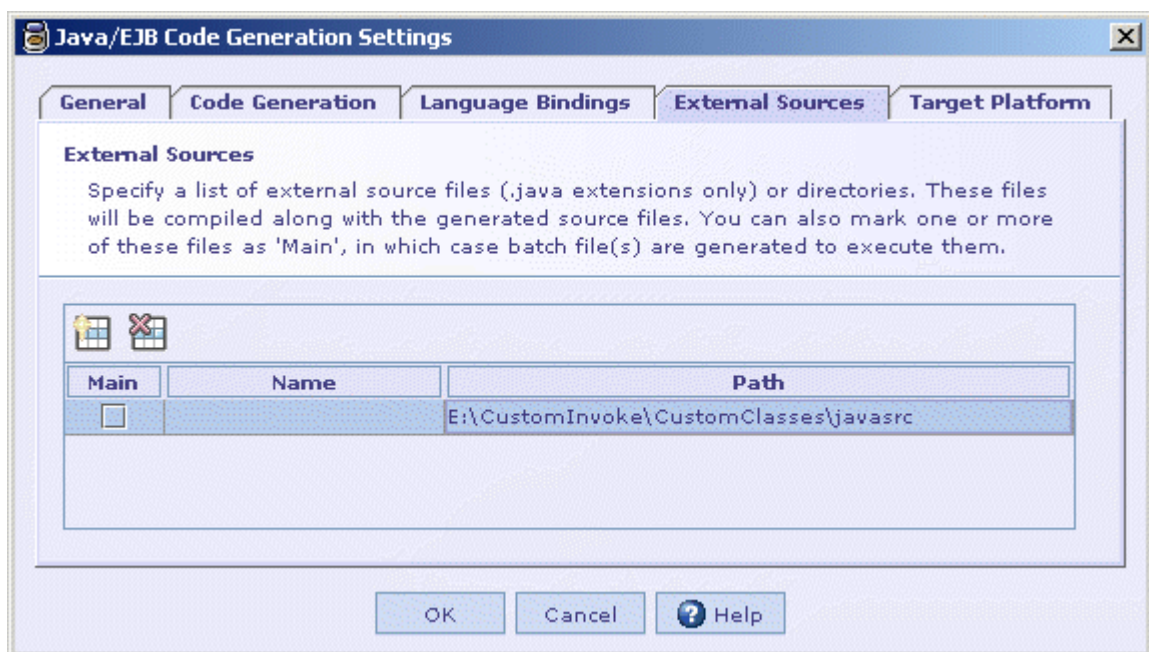 Java/EJB Code Generation Settings
General Code Generation Language Bindings External Sources Target Platform
External Sources
Specify a list of external source files (.java extensions only) or directories. These files
will be compiled along with the generated source files. You can also mark one or more
of these files as 'Main', in which case batch file(s) are generated to execute them.
Main Name Path
E:\CustomInvoke\CustomClasses\javasrc
OK Cancel Help